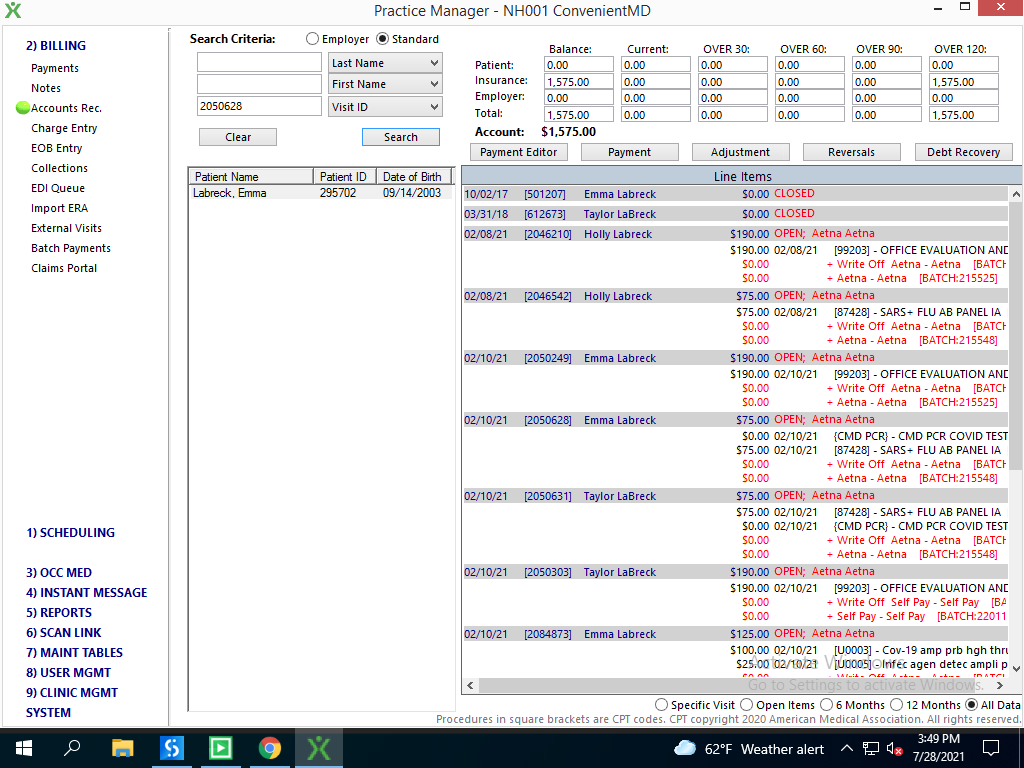 Practice Manager - NH001 ConvenientMD
2) BILLING
Payments
Notes
Accounts Rec.
Charge Entry
EOB Entry
Collections
EDI Queue
Import ERA
External Visits
Batch Payments
Claims Portal
1) SCHEDULING
3) OCC MED
4) INSTANT MESSAGE
5) REPORTS
6) SCAN LINK
7) MAINT TABLES
8) USER MGMT
9) CLINIC MGMT
SYSTEM
Search Criteria: Employer Standard
Last Name
First Name
2050628 Visit ID
Clear Search
Balance: Current: OVER 30: OVER 60: OVER 90: OVER 120:
Patient: 0.00 0.00 0.00 0.00 0.00 0.00
Insurance: 1,575.00 0.00 0.00 0.00 0.00 1,575.00
Employer: 0.00 0.00 0.00 0.00 0.00 0.00
Total: 1,575.00 0.00 0.00 0.00 0.00 1,575.00
Account: $1,575.00
Payment Editor Payment Adjustment Reversals Debt Recovery
Patient Name Patient ID Date of Birth
Labreck, Emma 295702 09/14/2003
Line Items
10/02/17 [501207] Emma Labreck $0.00 CLOSED
03/31/18 [612673] Taylor LaBreck $0.00 CLOSED
02/08/21 [2046210] Holly Labreck $190.00 OPEN; Aetna Aetna
$190.00 02/08/21 [99203] - OFFICE EVALUATION AND
$0.00 + Write Off Aetna - Aetna [BATCH
$0.00 + Aetna - Aetna [BATCH:215525]
02/08/21 [2046542] Holly Labreck $75.00 OPEN; Aetna Aetna
$75.00 02/08/21 [87428] - SARS+ FLU AB PANEL IA
$0.00 + Write Off Aetna - Aetna [BATCH
$0.00 + Aetna - Aetna [BATCH:215548]
02/10/21 [2050249] Emma Labreck $190.00 OPEN; Aetna Aetna
$190.00 02/10/21 [99203] - OFFICE EVALUATION AND
$0.00 + Write Off Aetna - Aetna [BATCH
$0.00 + Aetna - Aetna [BATCH:215525]
02/10/21 [2050628] Emma Labreck $75.00 OPEN; Aetna Aetna
$0.00 02/10/21 {CMD PCR} - CMD PCR COVID TEST
$75.00 02/10/21 [87428] - SARS+ FLU AB PANEL IA
$0.00 + Write Off Aetna - Aetna [BATCH
$0.00 + Aetna - Aetna [BATCH:215548]
02/10/21 [2050631] Taylor LaBreck $75.00 OPEN; Aetna Aetna
$75.00 02/10/21 [87428] - SARS+ FLU AB PANEL IA
$0.00 02/10/21 {CMD PCR} - CMD PCR COVID TEST
$0.00 + Write Off Aetna - Aetna [BATCH
$0.00 + Aetna - Aetna [BATCH:215548]
02/10/21 [2050303] Taylor LaBreck $190.00 OPEN; Aetna Aetna
$190.00 02/10/21 [99203] - OFFICE EVALUATION AND
$0.00 + Write Off Self Pay - Self Pay [BA
$0.00 + Self Pay - Self Pay [BATCH:22011
02/10/21 [2084873] Emma Labreck $125.00 OPEN; Aetna Aetna
$100.00 02/10/21 [U0003] - Cov-19 amp prb hgh thru
02/10/21 [U0005] - Infec agen detec ampli p
Activate Windows
Go to Settings to activate Windows.
Specific Visit Open Items 6 Months 12 Months All Data
Procedures in square brackets are CPT codes. CPT copyright 2020 American Medical Association. All rights reserved.
62°F Weather alert
3:49 PM
7/28/2021